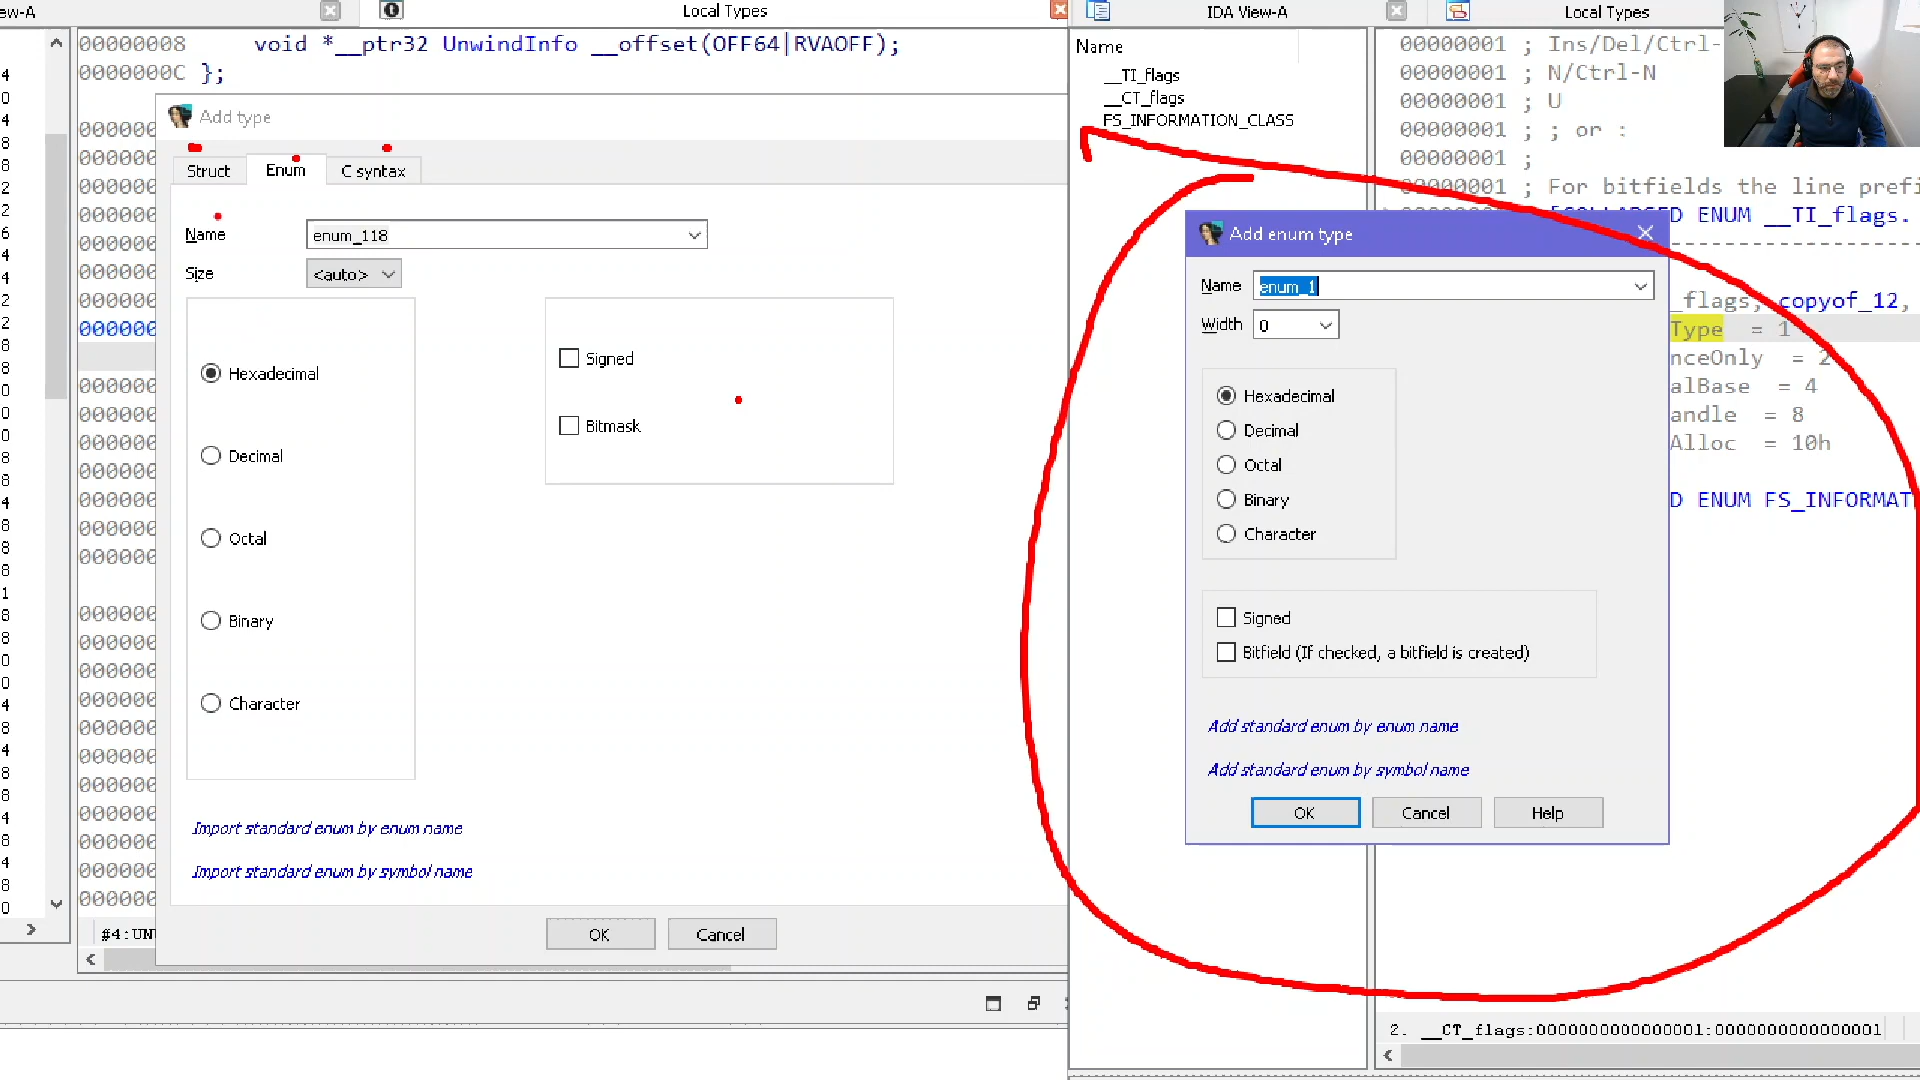 ew-A
Local Types
IDA View-A
Local Types
00000008 void *__ptr32 UnwindInfo __offset(OFF64|RVAOFF);
0000000C };
Add type
Struct
Enum
C syntax
Name
enum_118
Size
<auto>
Hexadecimal
Decimal
Octal
Binary
Character
Signed
Bitmask
Import standard enum by enum name
Import standard enum by symbol name
OK
Cancel
#4:UN
Name
__TI_flags
__CT_flags
FS_INFORMATION_CLASS
00000001 ; Ins/Del/Ctrl-
00000001 ; N/Ctrl-N
00000001 ; U
00000001 ; ; or :
00000001 ;
00000001 ; For bitfields the line prefi
D ENUM __TI_flags.
_flags, copyof_12,
Type = 1
nceOnly = 2
alBase = 4
andle = 8
Alloc = 10h
D ENUM FS_INFORMAT
Add enum type
Name
enum_1
Width
0
Hexadecimal
Decimal
Octal
Binary
Character
Signed
Bitfield (If checked, a bitfield is created)
Add standard enum by enum name
Add standard enum by symbol name
OK
Cancel
Help
2. __CT_flags:0000000000000001:0000000000000001